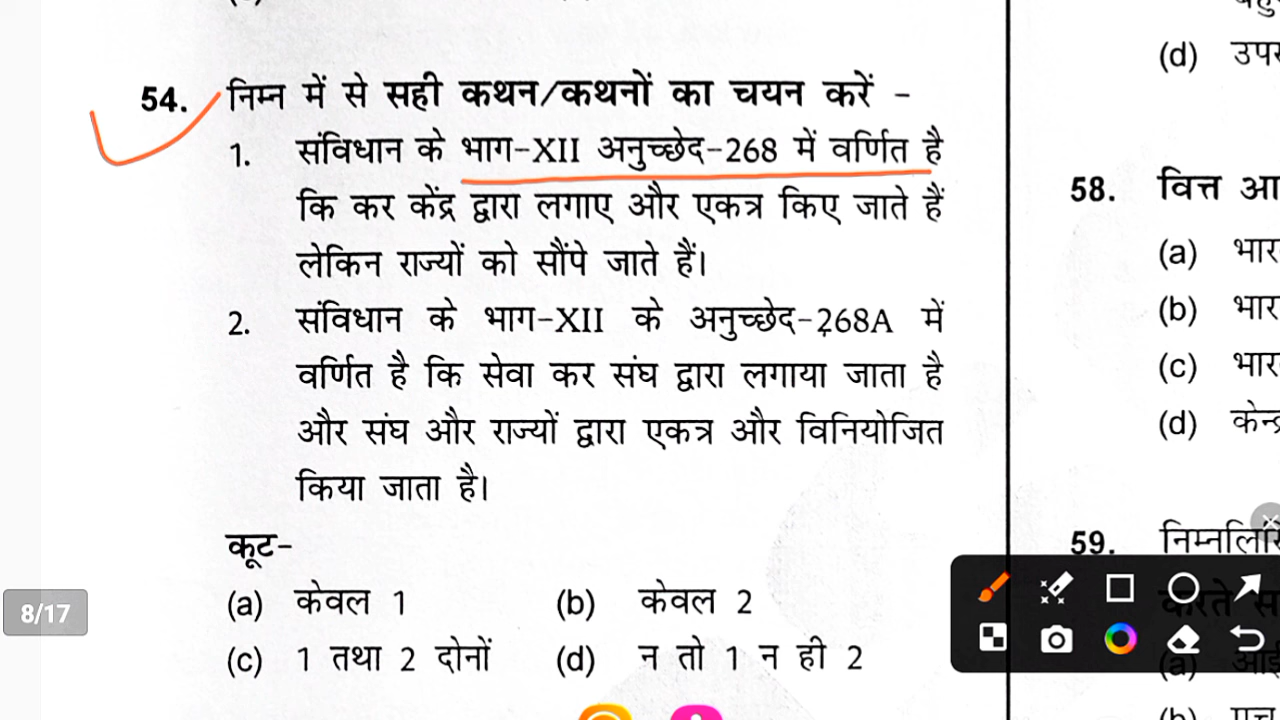 54. निम्न में से सही कथन/कथनों का चयन करें -
1. संविधान के भाग-XII अनुच्छेद-268 में वर्णित है
कि कर केंद्र द्वारा लगाए और एकत्र किए जाते हैं
लेकिन राज्यों को सौंपे जाते हैं।
2. संविधान के भाग-XII के अनुच्छेद-268A में
वर्णित है कि सेवा कर संघ द्वारा लगाया जाता है
और संघ और राज्यों द्वारा एकत्र और विनियोजित
किया जाता है।
कूट-
(a) केवल 1 (b) केवल 2
(c) 1 तथा 2 दोनों (d) न तो 1 न ही 2
8/17
(d)
58. वित्त
(a)
(b)
(c)
(d)
59.
(a)
(b)